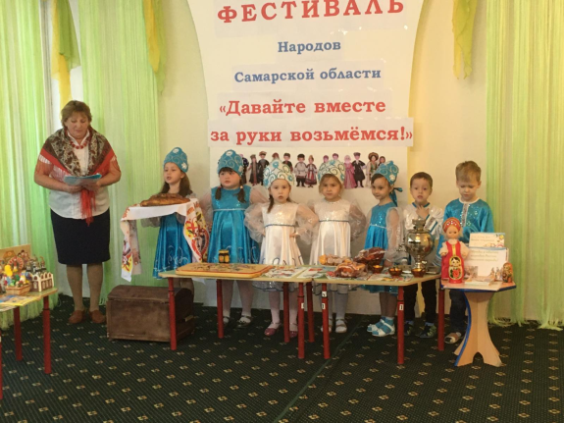 ФЕСТИВАЛЬ
Народов
Самарской области
«Давайте вместе
за руки возьмёмся!»